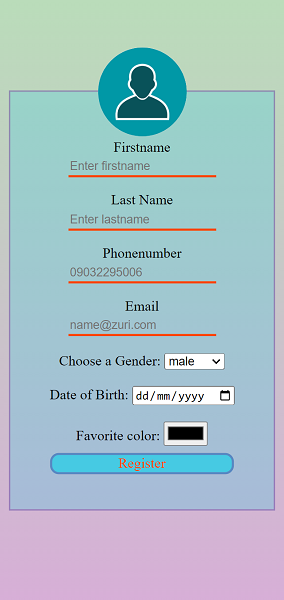 Firstname
Enter firstname
Last Name
Enter lastname
Phonenumber
09032295006
Email
name@zuri.com
Choose a Gender: male
Date of Birth: dd/mm/yyyy
Favorite color:
Register